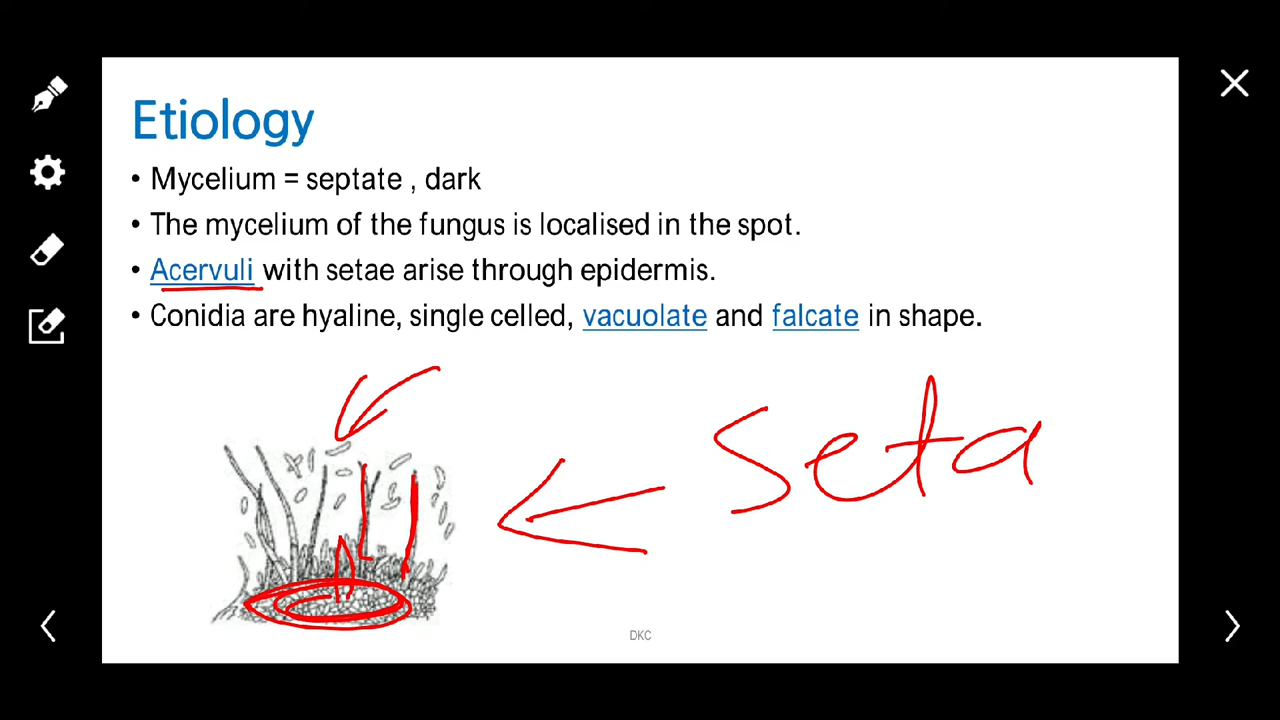 Etiology
• Mycelium = septate , dark
• The mycelium of the fungus is localised in the spot.
• Acervuli with setae arise through epidermis.
• Conidia are hyaline, single celled, vacuolate and falcate in shape.
Seta
DKC